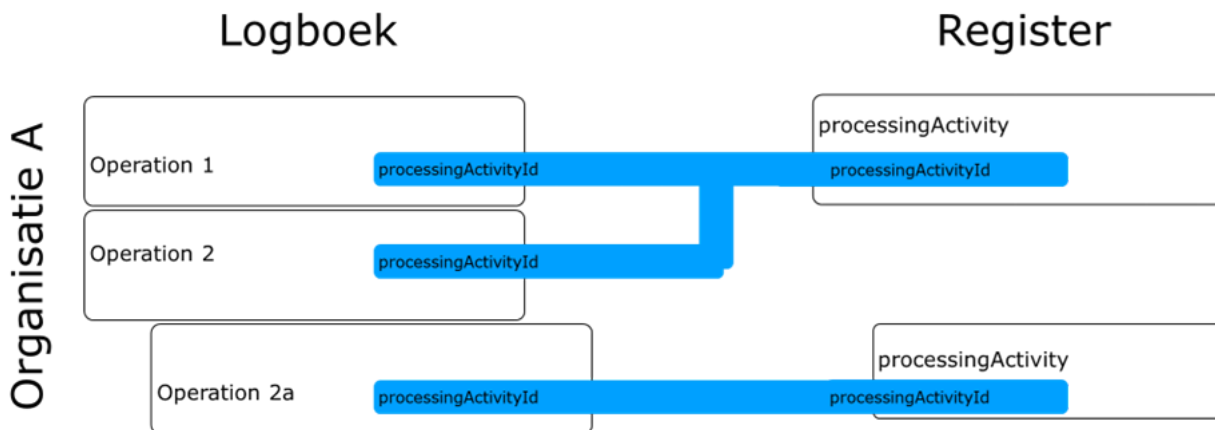 Logboek
Register
Organisatie A
processingActivity
Operation 1
processingActivityId
processingActivityId
Operation 2
processingActivityId
processingActivity
Operation 2a
processingActivityId
processingActivityId